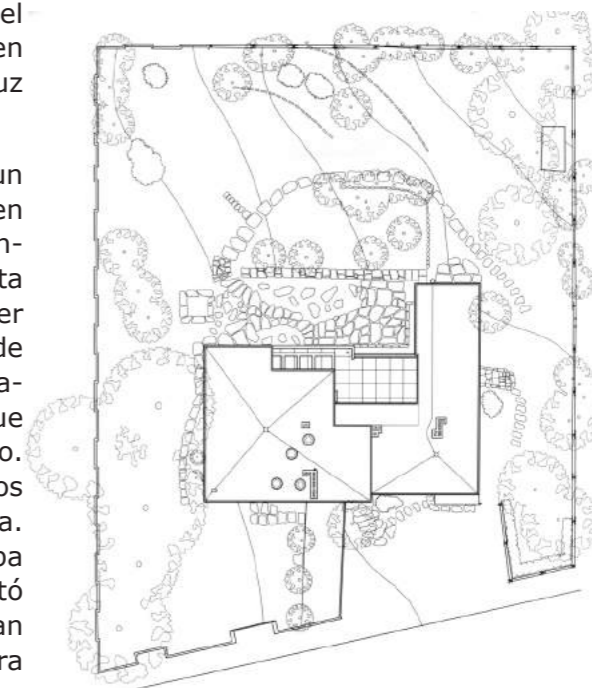 el
en
uz
un
en
n-
ta
er
de
a-
ue
o.
os
a.
ba
tó
an
ra